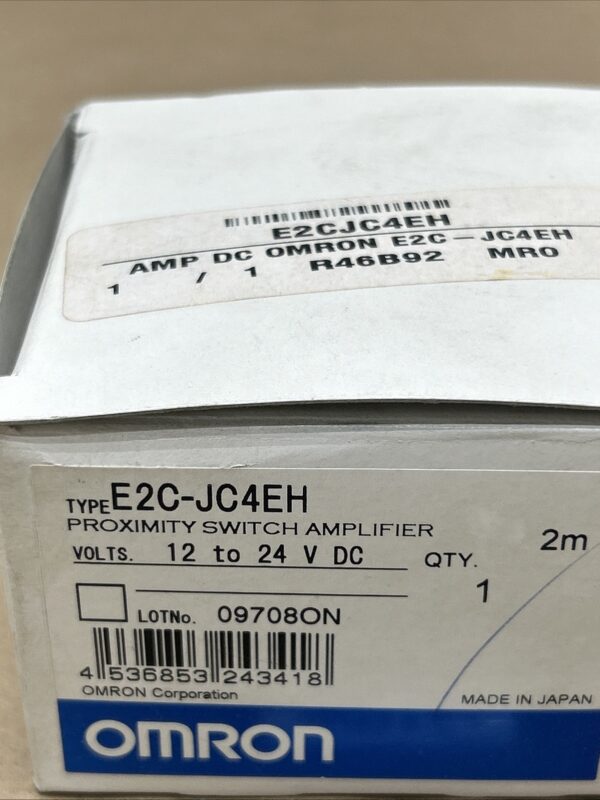 E2CJC4EH
AMP DC OMRON E2C-JC4EH
1 / 1 R46B92 MRO
TYPE E2C-JC4EH
PROXIMITY SWITCH AMPLIFIER
2m
VOLTS. 12 to 24 V DC QTY.
1
LOTNo. 09708ON
4 536853 243418
OMRON Corporation
MADE IN JAPAN
OMRON